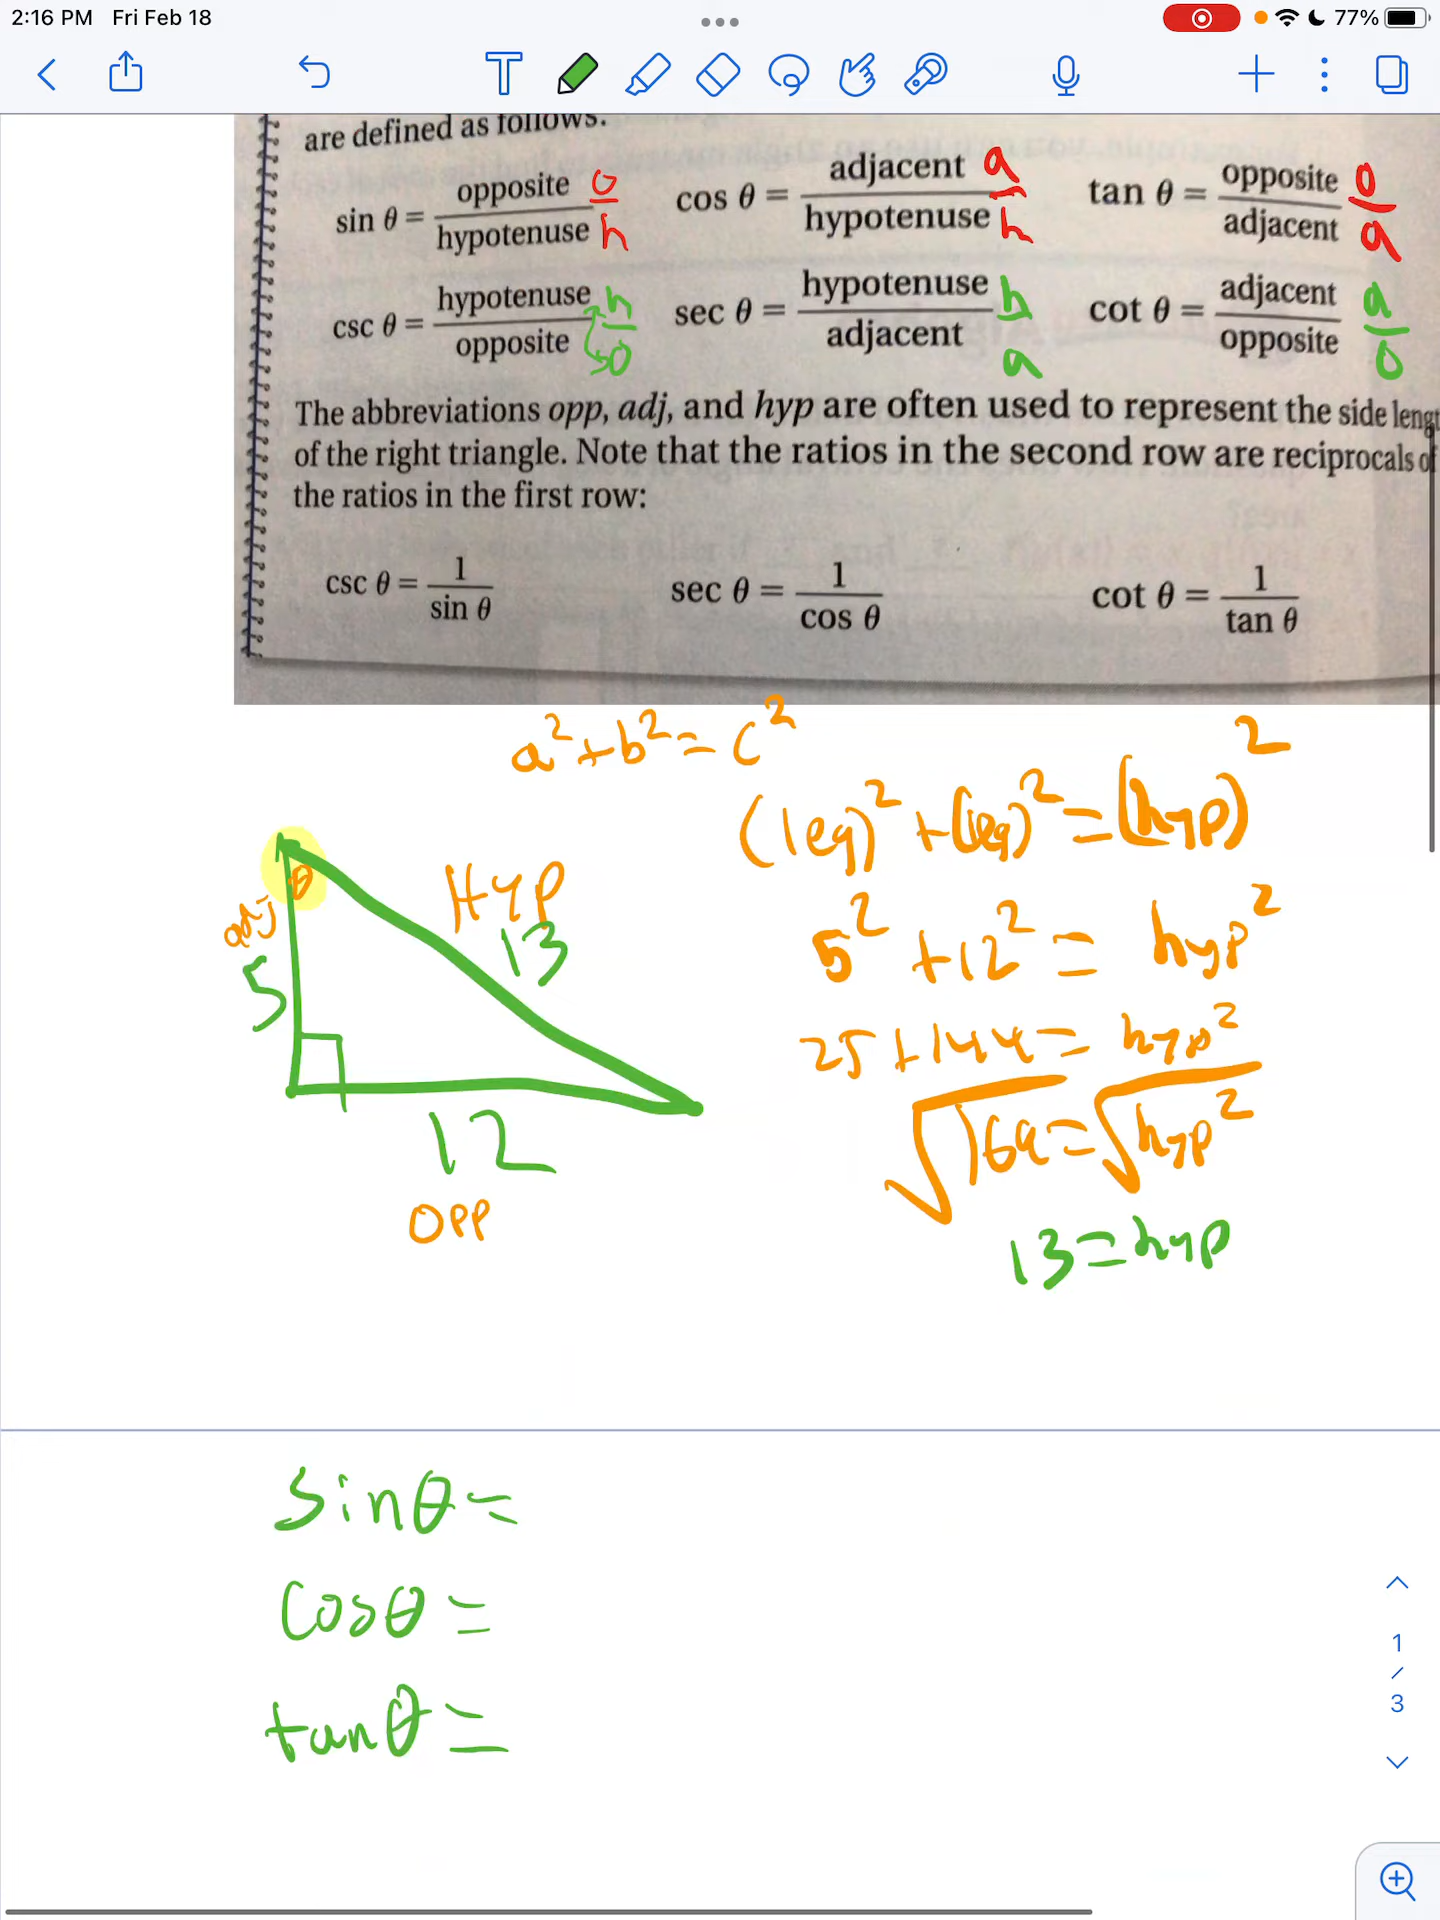 2:16 PM Fri Feb 18
77%
are defined as follows.
sin θ = opposite/hypotenuse o/h cos θ = adjacent/hypotenuse a/h tan θ = opposite/adjacent o/a
csc θ = hypotenuse/opposite h/o sec θ = hypotenuse/adjacent h/a cot θ = adjacent/opposite a/o
The abbreviations opp, adj, and hyp are often used to represent the side lengt
of the right triangle. Note that the ratios in the second row are reciprocals of
the ratios in the first row:
csc θ = 1/sin θ sec θ = 1/cos θ cot θ = 1/tan θ
a² + b² = c²
(leg)² + (leg)² = (hyp)²
θ
adj
5
Hyp
13
12
opp
5² + 12² = hyp²
25 + 144 = hyp²
√169 = √hyp²
13 = hyp
sinθ =
cosθ =
tanθ =
1
/
3